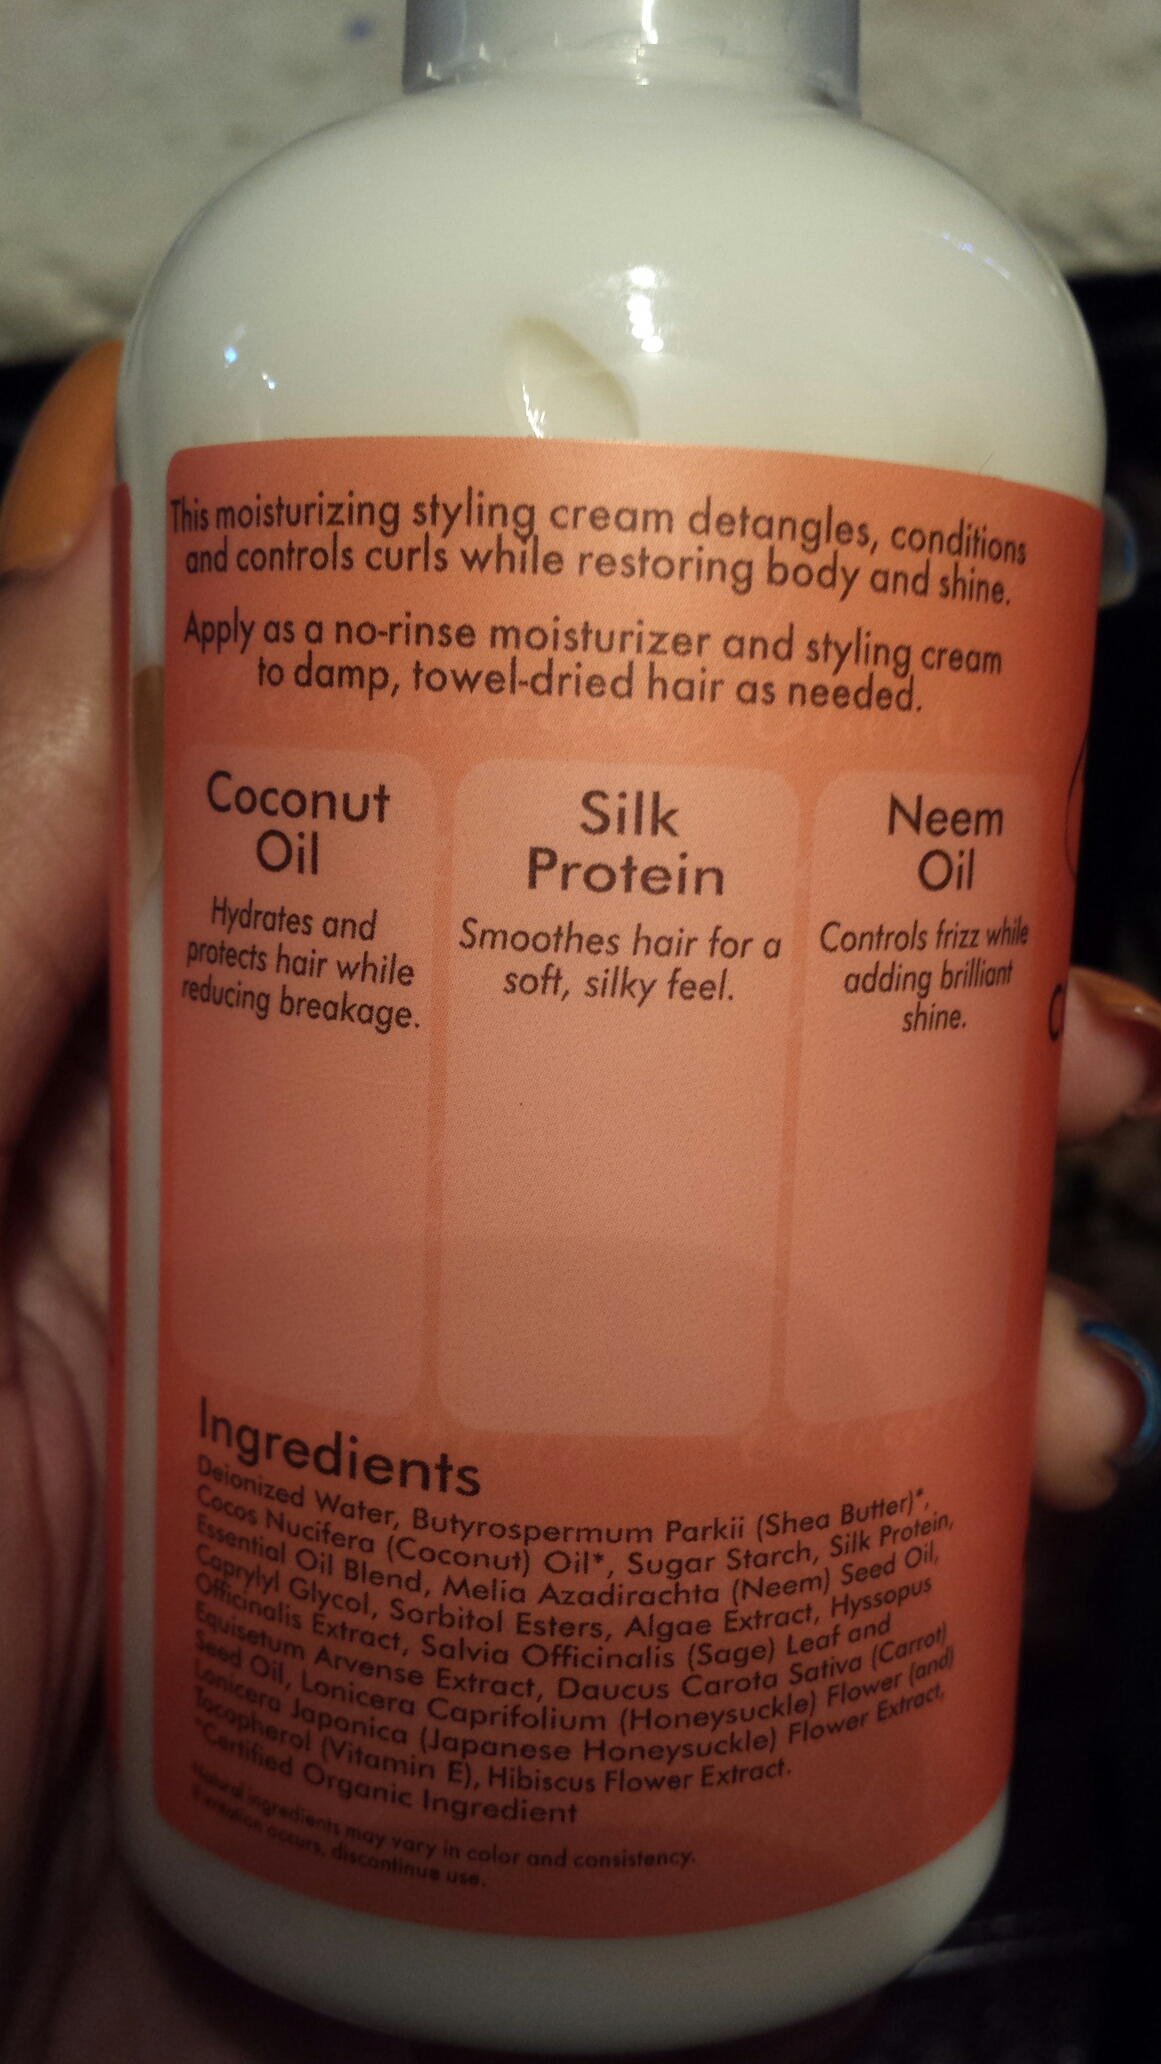 This moisturizing styling cream detangles, conditions
and controls curls while restoring body and shine.
Apply as a no-rinse moisturizer and styling cream
to damp, towel-dried hair as needed.
Coconut
Oil
Hydrates and
protects hair while
reducing breakage.
Silk
Protein
Smoothes hair for a
soft, silky feel.
Neem
Oil
Controls frizz while
adding brilliant
shine.
Ingredients
Deionized Water, Butyrospermum Parkii (Shea Butter)*,
Cocos Nucifera (Coconut) Oil*, Sugar Starch, Silk Protein,
Essential Oil Blend, Melia Azadirachta (Neem) Seed Oil,
Caprylyl Glycol, Sorbitol Esters, Algae Extract, Hyssopus
Officinalis Extract, Salvia Officinalis (Sage) Leaf and
Equisetum Arvense Extract, Daucus Carota Sativa (Carrot)
Seed Oil, Lonicera Caprifolium (Honeysuckle) Flower (and)
Lonicera Japonica (Japanese Honeysuckle) Flower Extract,
Tocopherol (Vitamin E), Hibiscus Flower Extract.
*Certified Organic Ingredient
Natural ingredients may vary in color and consistency.
If irritation occurs, discontinue use.